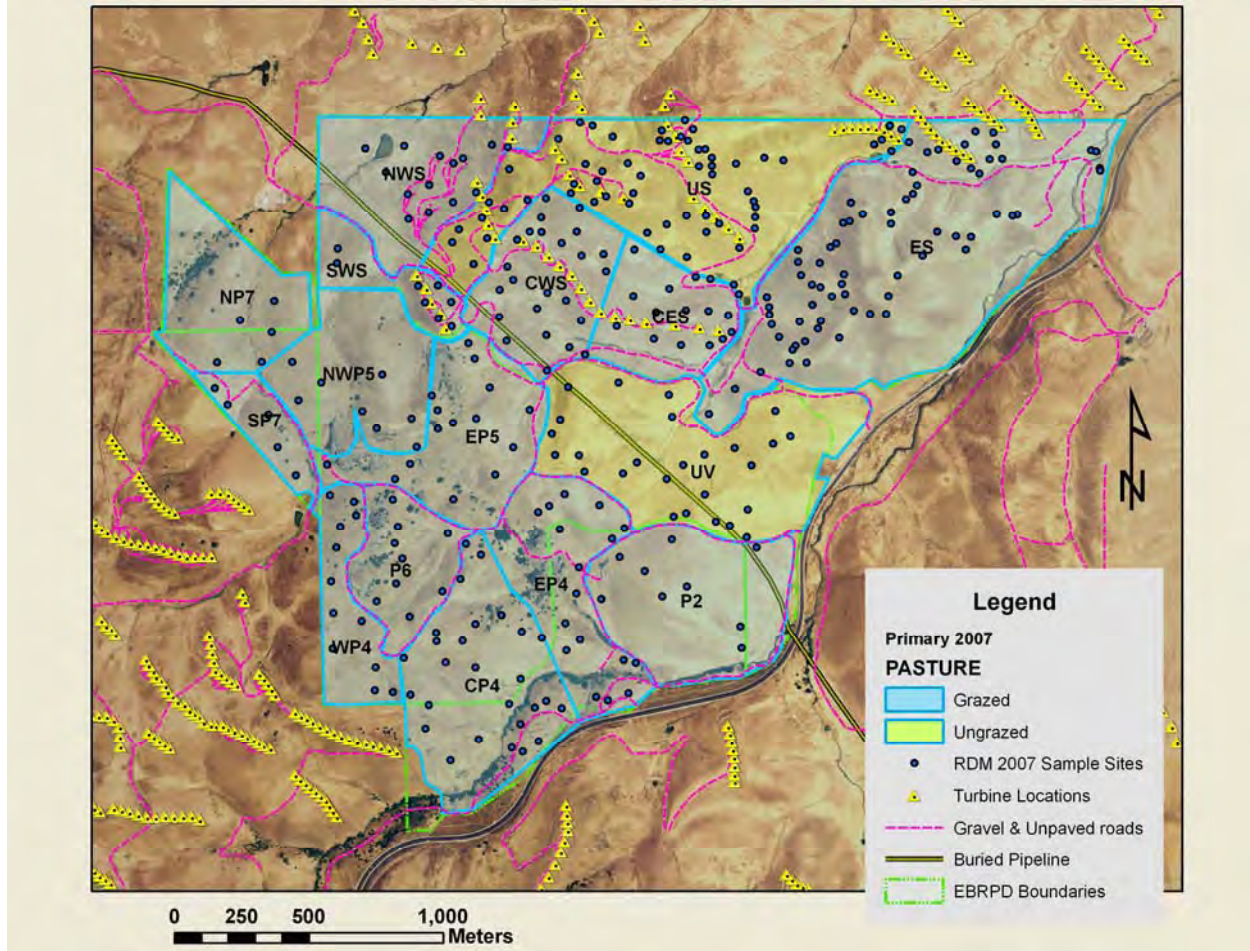 NWS
US
ES
SWS
CWS
NP7
CES
NWP5
SP7
EP5
UV
P6
EP4
P2
WP4
CP4
N
Legend
Primary 2007
PASTURE
Grazed
Ungrazed
RDM 2007 Sample Sites
Turbine Locations
Gravel & Unpaved roads
Buried Pipeline
EBRPD Boundaries
0 250 500 1,000
Meters